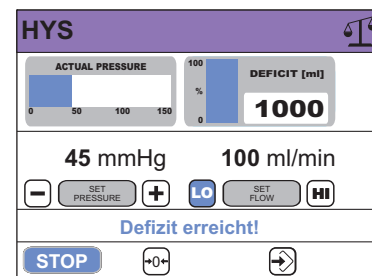 HYS
ACTUAL PRESSURE
0 50 100 150
100
%
0
DEFICIT [ml]
1000
45 mmHg
100 ml/min
SET PRESSURE
LO
SET FLOW
HI
Defizit erreicht!
STOP
0